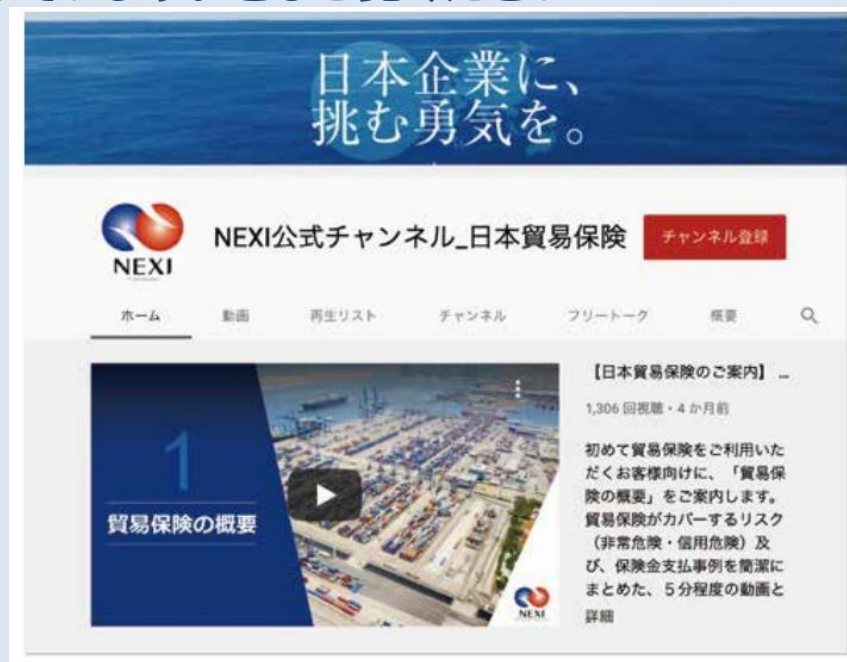 日本企業に、
挑む勇気を。
NEXI
NEXI公式チャンネル_日本貿易保険
チャンネル登録
ホーム 動画 再生リスト チャンネル フリートーク 概要
1
貿易保険の概要
NEXI
【日本貿易保険のご案内】 ...
1,306 回視聴・4 か月前
初めて貿易保険をご利用いた
だくお客様向けに、「貿易保
険の概要」をご案内します。
貿易保険がカバーするリスク
(非常危険・信用危険)及
び、保険金支払事例を簡潔に
まとめた、5分程度の動画と
詳細